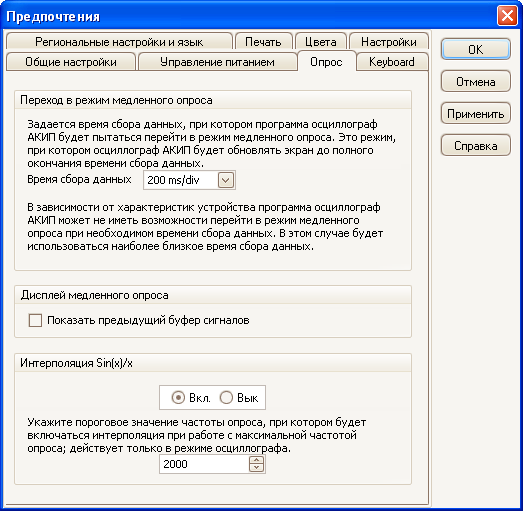 Предпочтения
Региональные настройки и язык
Печать
Цвета
Настройки
Общие настройки
Управление питанием
Опрос
Keyboard
OK
Отмена
Применить
Справка
Переход в режим медленного опроса
Задается время сбора данных, при котором программа осциллограф
АКИП будет пытаться перейти в режим медленного опроса. Это режим,
при котором осциллограф АКИП будет обновлять экран до полного
окончания времени сбора данных.
Время сбора данных
200 ms/div
В зависимости от характеристик устройства программа осциллограф
АКИП может не иметь возможности перейти в режим медленного
опроса при необходимом времени сбора данных. В этом случае будет
использоваться наиболее близкое время сбора данных.
Дисплей медленного опроса
Показать предыдущий буфер сигналов
Интерполяция Sin(x)/x
Вкл.
Вык
Укажите пороговое значение частоты опроса, при котором будет
включаться интерполяция при работе с максимальной частотой
опроса; действует только в режиме осциллографа.
2000